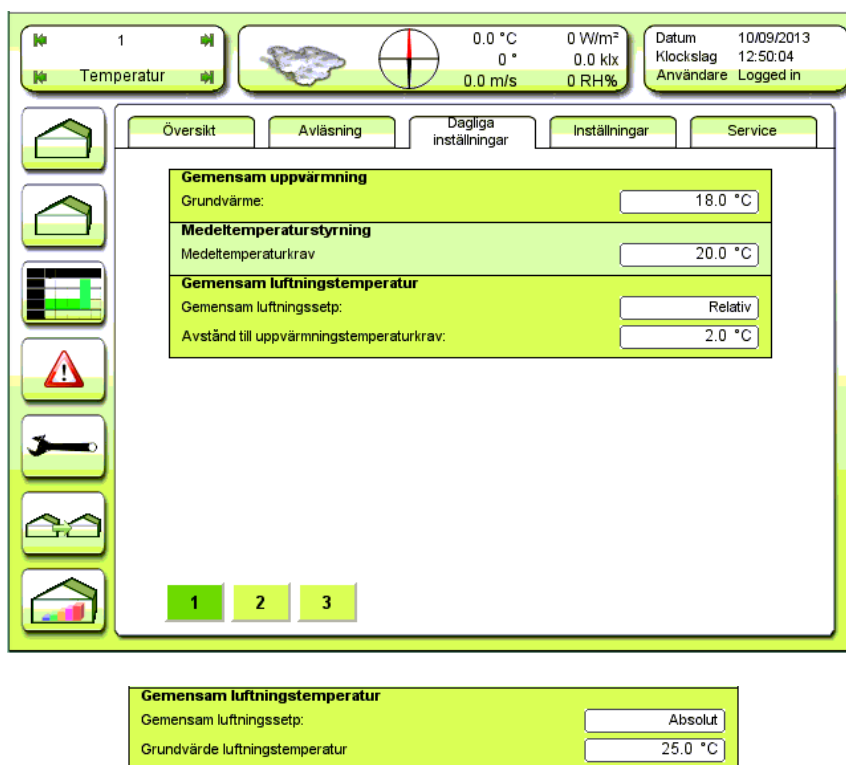 1
Temperatur
0.0 °C 0 W/m²
0 ° 0.0 klx
0.0 m/s 0 RH%
Datum 10/09/2013
Klockslag 12:50:04
Användare Logged in
Översikt
Avläsning
Dagliga
inställningar
Inställningar
Service
Gemensam uppvärmning
Grundvärme: 18.0 °C
Medeltemperaturstyrning
Medeltemperaturkrav 20.0 °C
Gemensam luftningstemperatur
Gemensam luftningssetp: Relativ
Avstånd till uppvärmningstemperaturkrav: 2.0 °C
1 2 3
Gemensam luftningstemperatur
Gemensam luftningssetp: Absolut
Grundvärde luftningstemperatur 25.0 °C